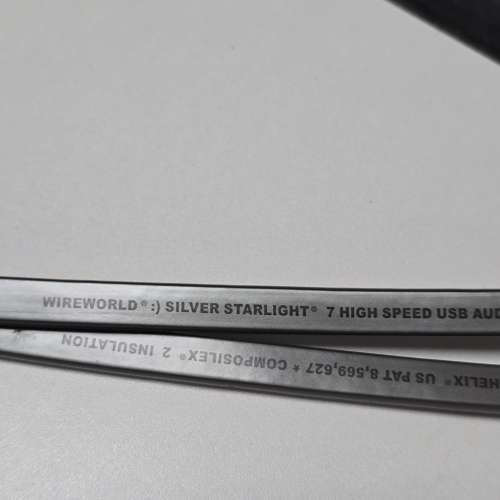 WIREWORLD® :) SILVER STARLIGHT® 7 HIGH SPEED USB AUD
HELIX® US PAT 8,569,627 * COMPOSILEX® 2 INSULATION